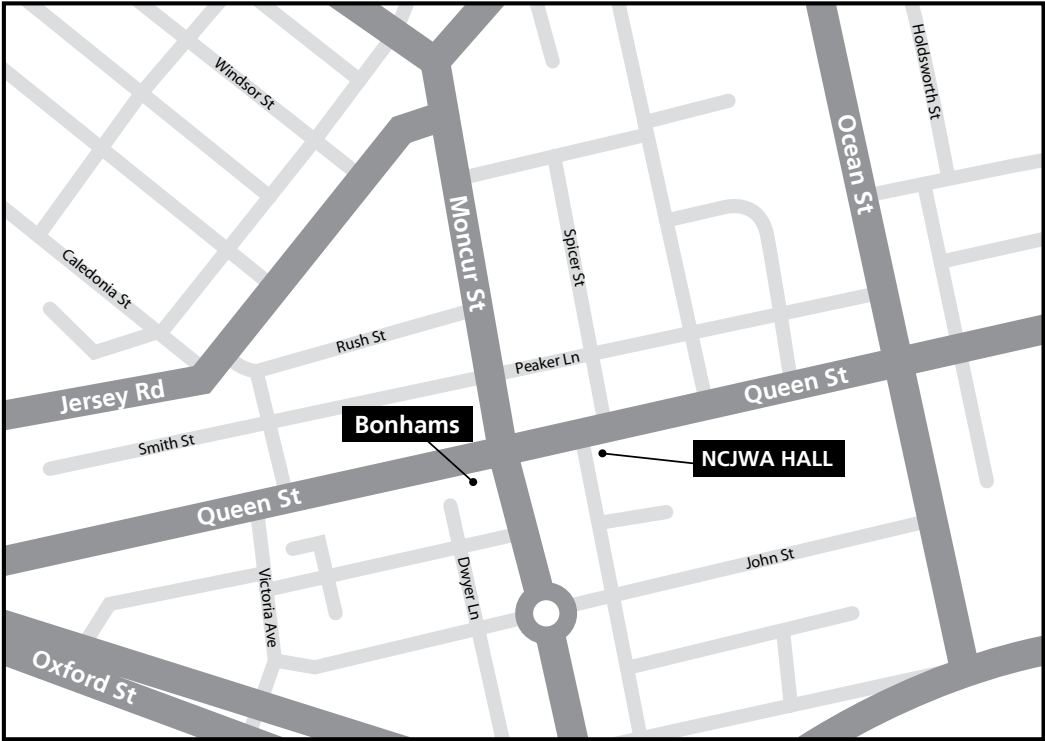 Windsor St
Holdsworth St
Ocean St
Moncur St
Spicer St
Caledonia St
Rush St
Peaker Ln
Jersey Rd
Queen St
Bonhams
Smith St
NCJWA HALL
Queen St
John St
Dwyer Ln
Victoria Ave
Oxford St